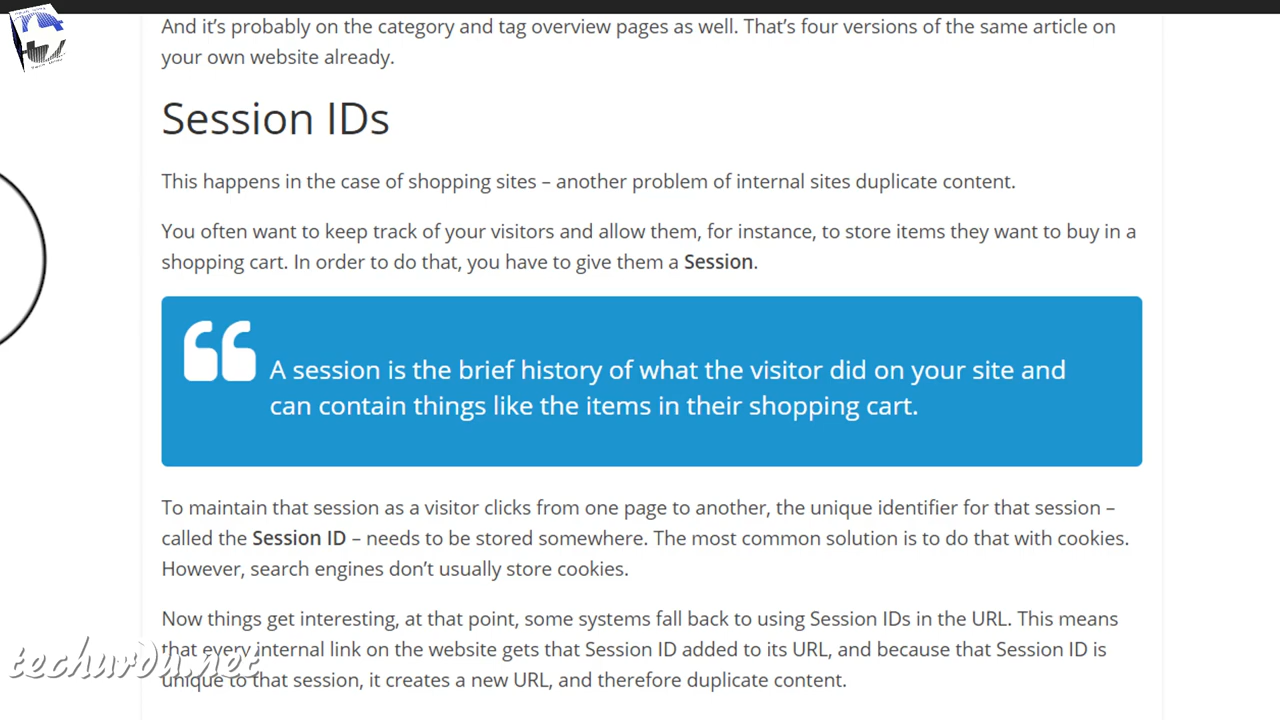 And it’s probably on the category and tag overview pages as well. That’s four versions of the same article on
your own website already.
Session IDs
This happens in the case of shopping sites – another problem of internal sites duplicate content.
You often want to keep track of your visitors and allow them, for instance, to store items they want to buy in a
shopping cart. In order to do that, you have to give them a Session.
A session is the brief history of what the visitor did on your site and
can contain things like the items in their shopping cart.
To maintain that session as a visitor clicks from one page to another, the unique identifier for that session –
called the Session ID – needs to be stored somewhere. The most common solution is to do that with cookies.
However, search engines don’t usually store cookies.
Now things get interesting, at that point, some systems fall back to using Session IDs in the URL. This means
that every internal link on the website gets that Session ID added to its URL, and because that Session ID is
unique to that session, it creates a new URL, and therefore duplicate content.
techurdu.net